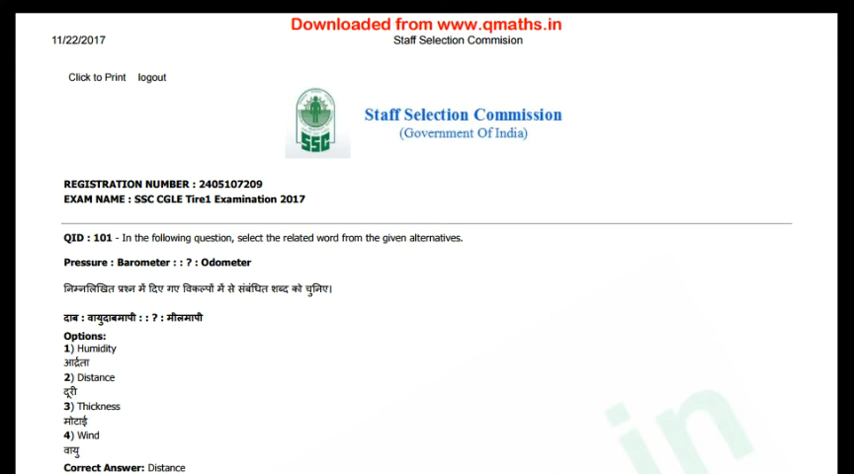 Downloaded from www.qmaths.in
11/22/2017 Staff Selection Commision
Click to Print logout
SSC
Staff Selection Commission
(Government Of India)
REGISTRATION NUMBER : 2405107209
EXAM NAME : SSC CGLE Tire1 Examination 2017
QID : 101 - In the following question, select the related word from the given alternatives.
Pressure : Barometer : : ? : Odometer
निम्नलिखित प्रश्न में दिए गए विकल्पों में से संबंधित शब्द को चुनिए।
दाब : वायुदाबमापी : : ? : मीलमापी
Options:
1) Humidity
आर्द्रता
2) Distance
दूरी
3) Thickness
मोटाई
4) Wind
वायु
Correct Answer: Distance
in